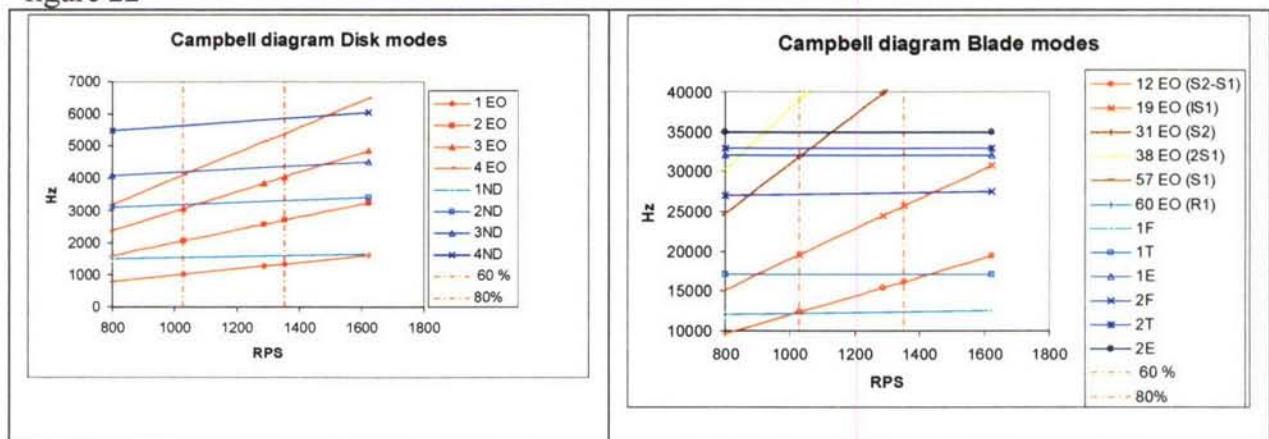 figure 22
Campbell diagram Disk modes
7000
6000
5000
4000
3000
2000
1000
0
Hz
800
1000
1200
1400
1600
1800
RPS
1 EO
2 EO
3 EO
4 EO
1ND
2ND
3ND
4ND
60 %
80%
Campbell diagram Blade modes
40000
35000
30000
25000
20000
15000
10000
Hz
800
1000
1200
1400
1600
1800
RPS
12 EO (S2-S1)
19 EO (IS1)
31 EO (S2)
38 EO (2S1)
57 EO (S1)
60 EO (R1)
1F
1T
1E
2F
2T
2E
60 %
80%